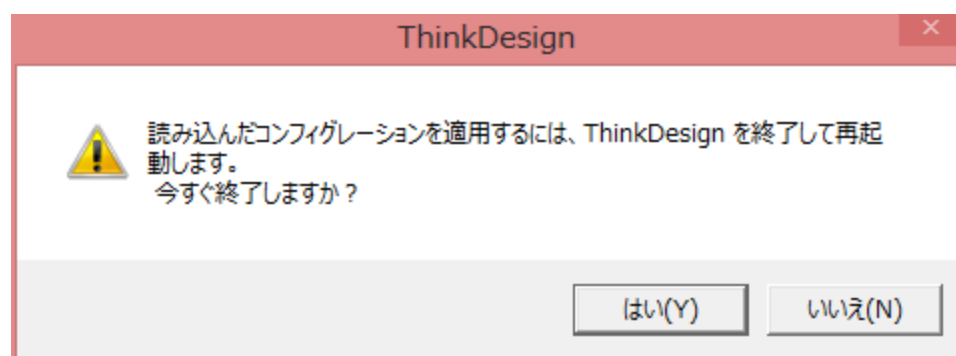 ThinkDesign
読み込んだコンフィグレーションを適用するには、ThinkDesign を終了して再起
動します。
今すぐ終了しますか？
はい(Y)
いいえ(N)